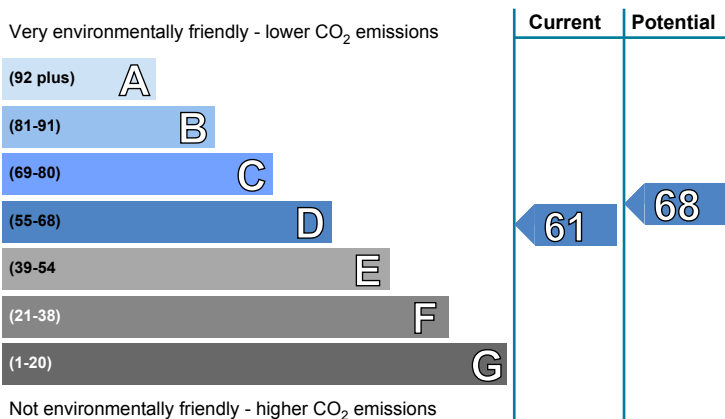 Very environmentally friendly - lower CO2 emissions
Current
Potential
(92 plus) A
(81-91) B
(69-80) C
(55-68) D
(39-54 E
(21-38) F
(1-20) G
61
68
Not environmentally friendly - higher CO2 emissions